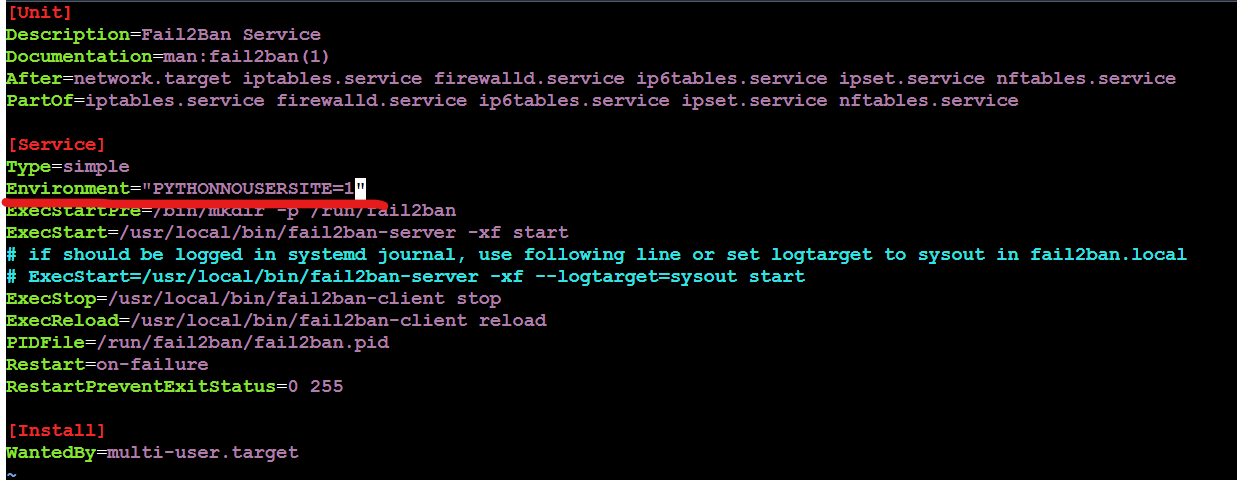 [Unit]
Description=Fail2Ban Service
Documentation=man:fail2ban(1)
After=network.target iptables.service firewalld.service ip6tables.service ipset.service nftables.service
PartOf=iptables.service firewalld.service ip6tables.service ipset.service nftables.service
[Service]
Type=simple
Environment="PYTHONNOUSERSITE=1"
ExecStartPre=/bin/mkdir -p /run/fail2ban
ExecStart=/usr/local/bin/fail2ban-server -xf start
# if should be logged in systemd journal, use following line or set logtarget to sysout in fail2ban.local
# ExecStart=/usr/local/bin/fail2ban-server -xf --logtarget=sysout start
ExecStop=/usr/local/bin/fail2ban-client stop
ExecReload=/usr/local/bin/fail2ban-client reload
PIDFile=/run/fail2ban/fail2ban.pid
Restart=on-failure
RestartPreventExitStatus=0 255
[Install]
WantedBy=multi-user.target
~